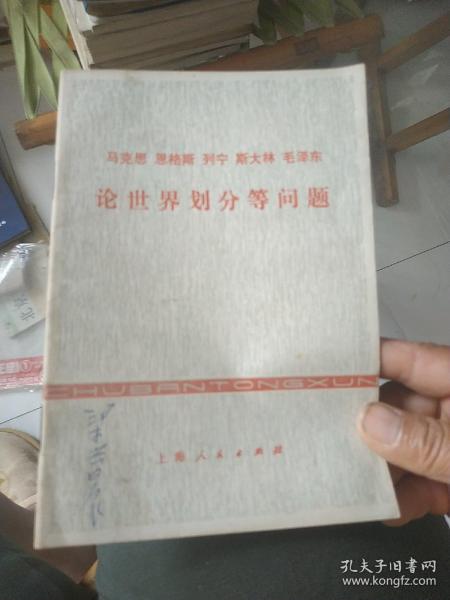 马克思 恩格斯 列宁 斯大林 毛泽东
论世界划分等问题
CHUBANTONGXUN
上海人民出版社
孔夫子旧书网
www.kongfz.com